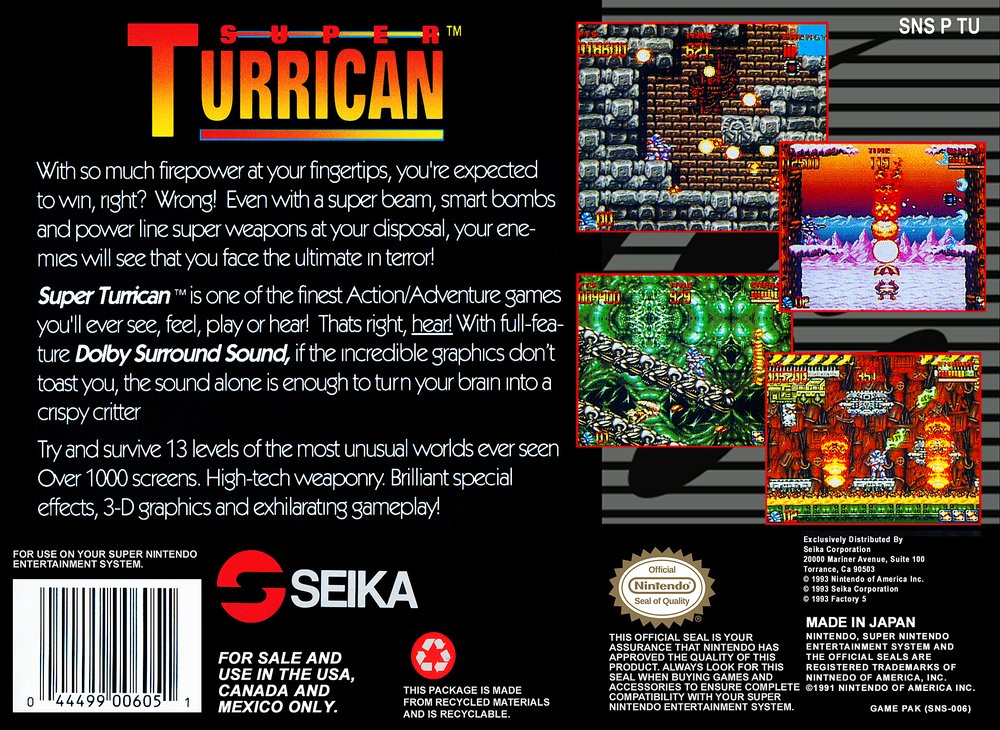 SNS P TU
SUPER™
TURRICAN
With so much firepower at your fingertips, you're expected
to win, right? Wrong! Even with a super beam, smart bombs
and power line super weapons at your disposal, your ene-
mies will see that you face the ultimate in terror!
Super Turrican ™ is one of the finest Action/Adventure games
you'll ever see, feel, play or hear! Thats right, hear! With full-fea-
ture Dolby Surround Sound, if the incredible graphics don't
toast you, the sound alone is enough to turn your brain into a
crispy critter
Try and survive 13 levels of the most unusual worlds ever seen
Over 1000 screens. High-tech weaponry. Brilliant special
effects, 3-D graphics and exhilarating gameplay!
TIME
TIME
FOR USE ON YOUR SUPER NINTENDO
ENTERTAINMENT SYSTEM.
0 44499 00605 1
SEIKA
FOR SALE AND
USE IN THE USA,
CANADA AND
MEXICO ONLY.
THIS PACKAGE IS MADE
FROM RECYCLED MATERIALS
AND IS RECYCLABLE.
Official
Nintendo®
Seal of Quality
®
THIS OFFICIAL SEAL IS YOUR
ASSURANCE THAT NINTENDO HAS
APPROVED THE QUALITY OF THIS
PRODUCT. ALWAYS LOOK FOR THIS
SEAL WHEN BUYING GAMES AND
ACCESSORIES TO ENSURE COMPLETE
COMPATIBILITY WITH YOUR SUPER
NINTENDO ENTERTAINMENT SYSTEM.
Exclusively Distributed By
Seika Corporation
20000 Mariner Avenue, Suite 100
Torrance, Ca 90503
© 1993 Nintendo of America Inc.
© 1993 Seika Corporation
© 1993 Factory 5
MADE IN JAPAN
NINTENDO, SUPER NINTENDO
ENTERTAINMENT SYSTEM AND
THE OFFICIAL SEALS ARE
REGISTERED TRADEMARKS OF
NINTNEDO OF AMERICA, INC.
©1991 NINTENDO OF AMERICA INC.
GAME PAK (SNS-006)